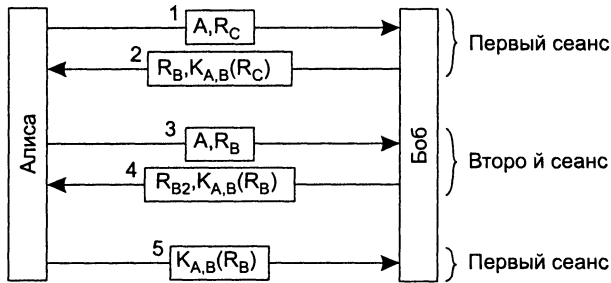 1
A,R_C
Первый сеанс
2
R_B,K_A,B(R_C)
Алиса
Боб
3
A,R_B
Второ й сеанс
4
R_B2,K_A,B(R_B)
5
K_A,B(R_B)
Первый сеанс